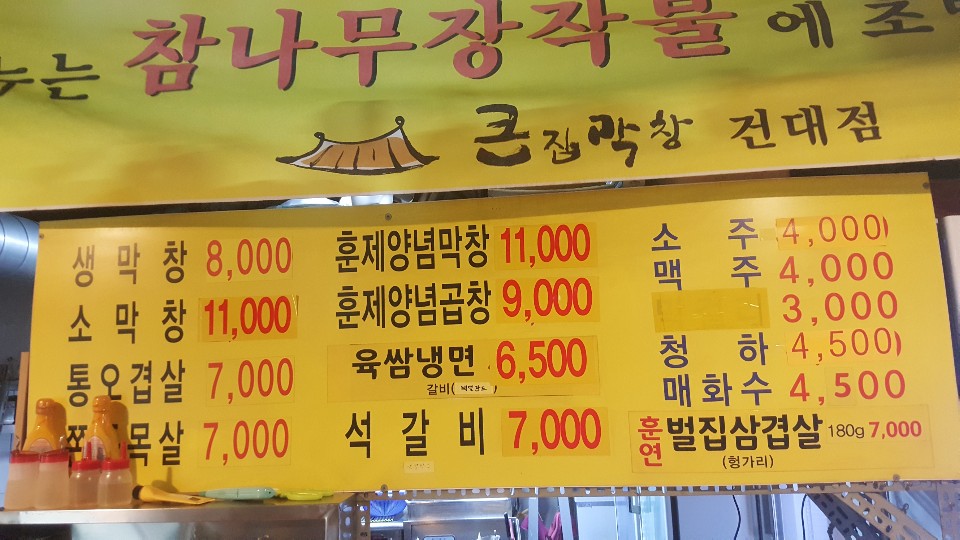 는 참나무장작불에 초
큰집막창 건대점
생막창 8,000
소막창 11,000
통오겹살 7,000
목살 7,000
훈제양념막창 11,000
훈제양념곱창 9,000
육쌈냉면 6,500
갈비(
석갈비 7,000
소주 4,000
맥주 4,000
3,000
청하 4,500
매화수 4,500
훈연 벌집삼겹살 180g 7,000
(헝가리)